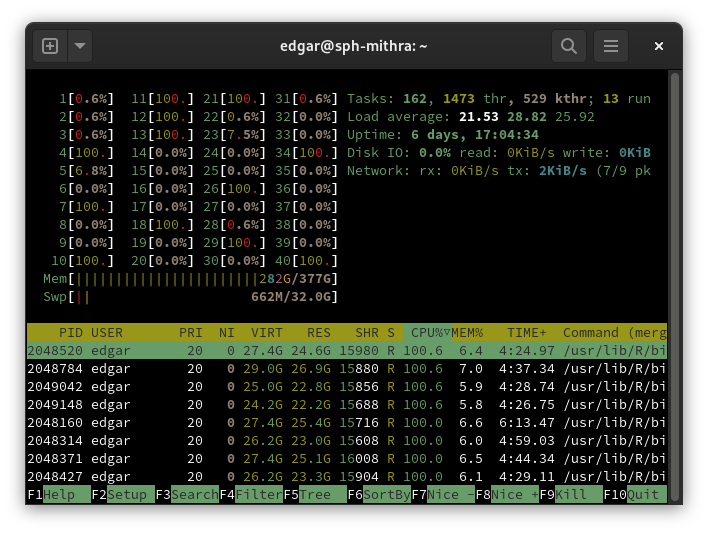 edgar@sph-mithra: ~
1[0.6%] 11[100.] 21[100.] 31[0.6%] Tasks: 162, 1473 thr, 529 kthr; 13 run
2[0.6%] 12[100.] 22[0.6%] 32[0.0%] Load average: 21.53 28.82 25.92
3[0.6%] 13[100.] 23[7.5%] 33[0.0%] Uptime: 6 days, 17:04:34
4[100.] 14[0.0%] 24[0.0%] 34[100.] Disk IO: 0.0% read: 0KiB/s write: 0KiB
5[6.8%] 15[0.0%] 25[0.0%] 35[0.0%] Network: rx: 0KiB/s tx: 2KiB/s (7/9 pk
6[0.0%] 16[0.0%] 26[100.] 36[0.0%]
7[100.] 17[0.0%] 27[0.0%] 37[0.0%]
8[0.0%] 18[100.] 28[0.6%] 38[0.0%]
9[0.0%] 19[0.0%] 29[100.] 39[0.0%]
10[100.] 20[0.0%] 30[0.0%] 40[100.]
Mem[|||||||||||||||||||||||282G/377G]
Swp[|| 662M/32.0G]
PID USER PRI NI VIRT RES SHR S CPU%▽MEM% TIME+ Command (merg
2048520 edgar 20 0 27.4G 24.6G 15980 R 100.6 6.4 4:24.97 /usr/lib/R/bi
2048784 edgar 20 0 29.0G 26.9G 15880 R 100.6 7.0 4:37.34 /usr/lib/R/bi
2049042 edgar 20 0 25.0G 22.8G 15856 R 100.6 5.9 4:28.74 /usr/lib/R/bi
2049148 edgar 20 0 24.2G 22.2G 15688 R 100.6 5.8 4:26.75 /usr/lib/R/bi
2048160 edgar 20 0 27.4G 25.4G 15716 R 100.0 6.6 6:13.47 /usr/lib/R/bi
2048314 edgar 20 0 26.2G 23.0G 15608 R 100.0 6.0 4:59.03 /usr/lib/R/bi
2048371 edgar 20 0 27.4G 25.1G 16008 R 100.0 6.5 4:44.34 /usr/lib/R/bi
2048427 edgar 20 0 26.2G 23.3G 15904 R 100.0 6.1 4:29.11 /usr/lib/R/bi
F1Help F2Setup F3SearchF4FilterF5Tree F6SortByF7Nice -F8Nice +F9Kill F10Quit